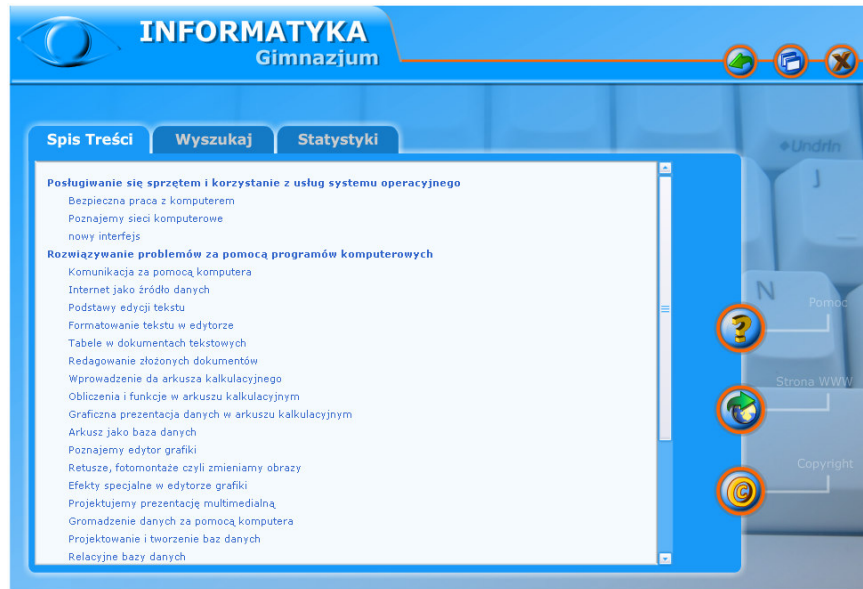 INFORMATYKA
Gimnazjum
Spis Treści
Wyszukaj
Statystyki
Posługiwanie się sprzętem i korzystanie z usług systemu operacyjnego
Bezpieczna praca z komputerem
Poznajemy sieci komputerowe
nowy interfejs
Rozwiązywanie problemów za pomocą programów komputerowych
Komunikacja za pomocą komputera
Internet jako źródło danych
Podstawy edycji tekstu
Formatowanie tekstu w edytorze
Tabele w dokumentach tekstowych
Redagowanie złożonych dokumentów
Wprowadzenie da arkusza kalkulacyjnego
Obliczenia i funkcje w arkuszu kalkulacyjnym
Graficzna prezentacja danych w arkuszu kalkulacyjnym
Arkusz jako baza danych
Poznajemy edytor grafiki
Retusze, fotomontaże czyli zmieniamy obrazy
Efekty specjalne w edytorze grafiki
Projektujemy prezentację multimedialną
Gromadzenie danych za pomocą komputera
Projektowanie i tworzenie baz danych
Relacyjne bazy danych
UndrIn
J
N
Pomoc
Strona WWW
Copyright